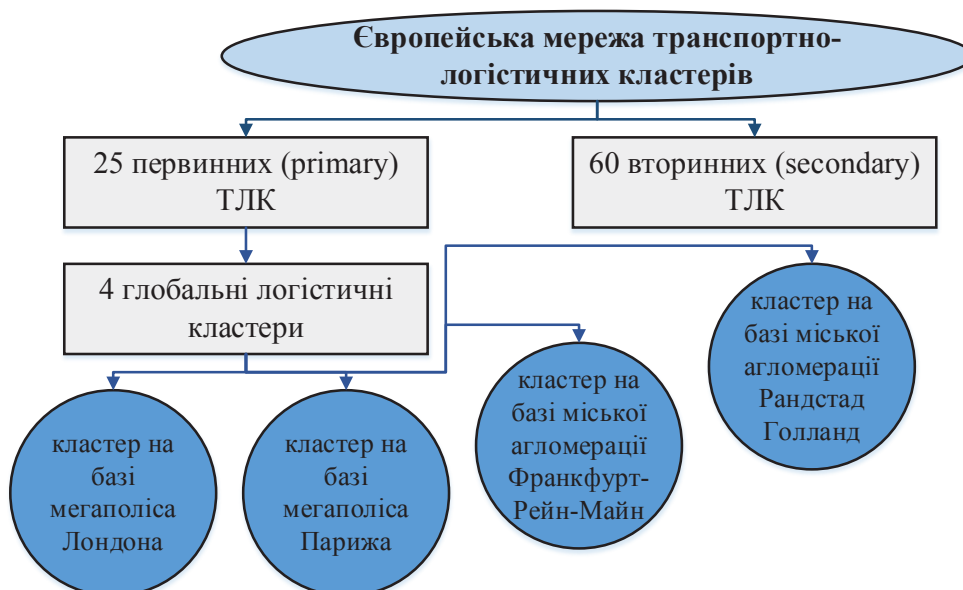 Європейська мережа транспортно-
логістичних кластерів
25 первинних (primary)
ТЛК
60 вторинних (secondary)
ТЛК
4 глобальні логістичні
кластери
кластер на
базі
мегаполіса
Лондона
кластер на
базі
мегаполіса
Парижа
кластер на
базі міської
агломерації
Франкфурт-
Рейн-Майн
кластер на
базі міської
агломерації
Рандстад
Голланд